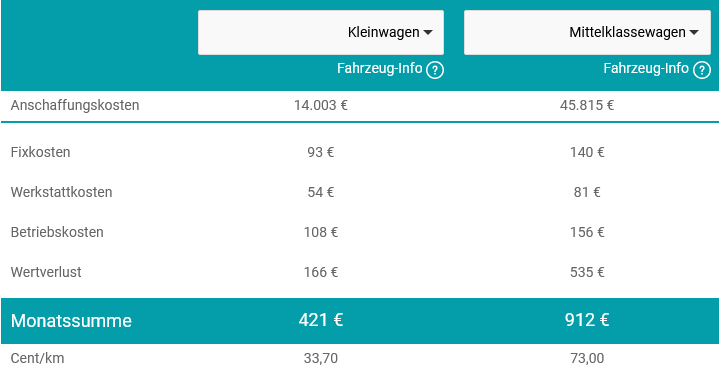 Kleinwagen Mittelklassewagen
Fahrzeug-Info ? Fahrzeug-Info ?
Anschaffungskosten 14.003 € 45.815 €
Fixkosten 93 € 140 €
Werkstattkosten 54 € 81 €
Betriebskosten 108 € 156 €
Wertverlust 166 € 535 €
Monatssumme 421 € 912 €
Cent/km 33,70 73,00